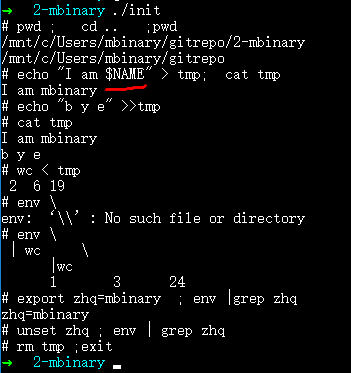 → 2-mbinary ./init
# pwd ; cd .. ;pwd
/mnt/c/Users/mbinary/gitrepo/2-mbinary
/mnt/c/Users/mbinary/gitrepo
# echo "I am $NAME" > tmp; cat tmp
I am mbinary
# echo "b y e" >>tmp
# cat tmp
I am mbinary
b y e
# wc < tmp
2 6 19
# env \
env: ‘\\’: No such file or directory
# env \
| wc \
|wc
1 3 24
# export zhq=mbinary ; env |grep zhq
zhq=mbinary
# unset zhq ; env | grep zhq
# rm tmp ;exit
→ 2-mbinary